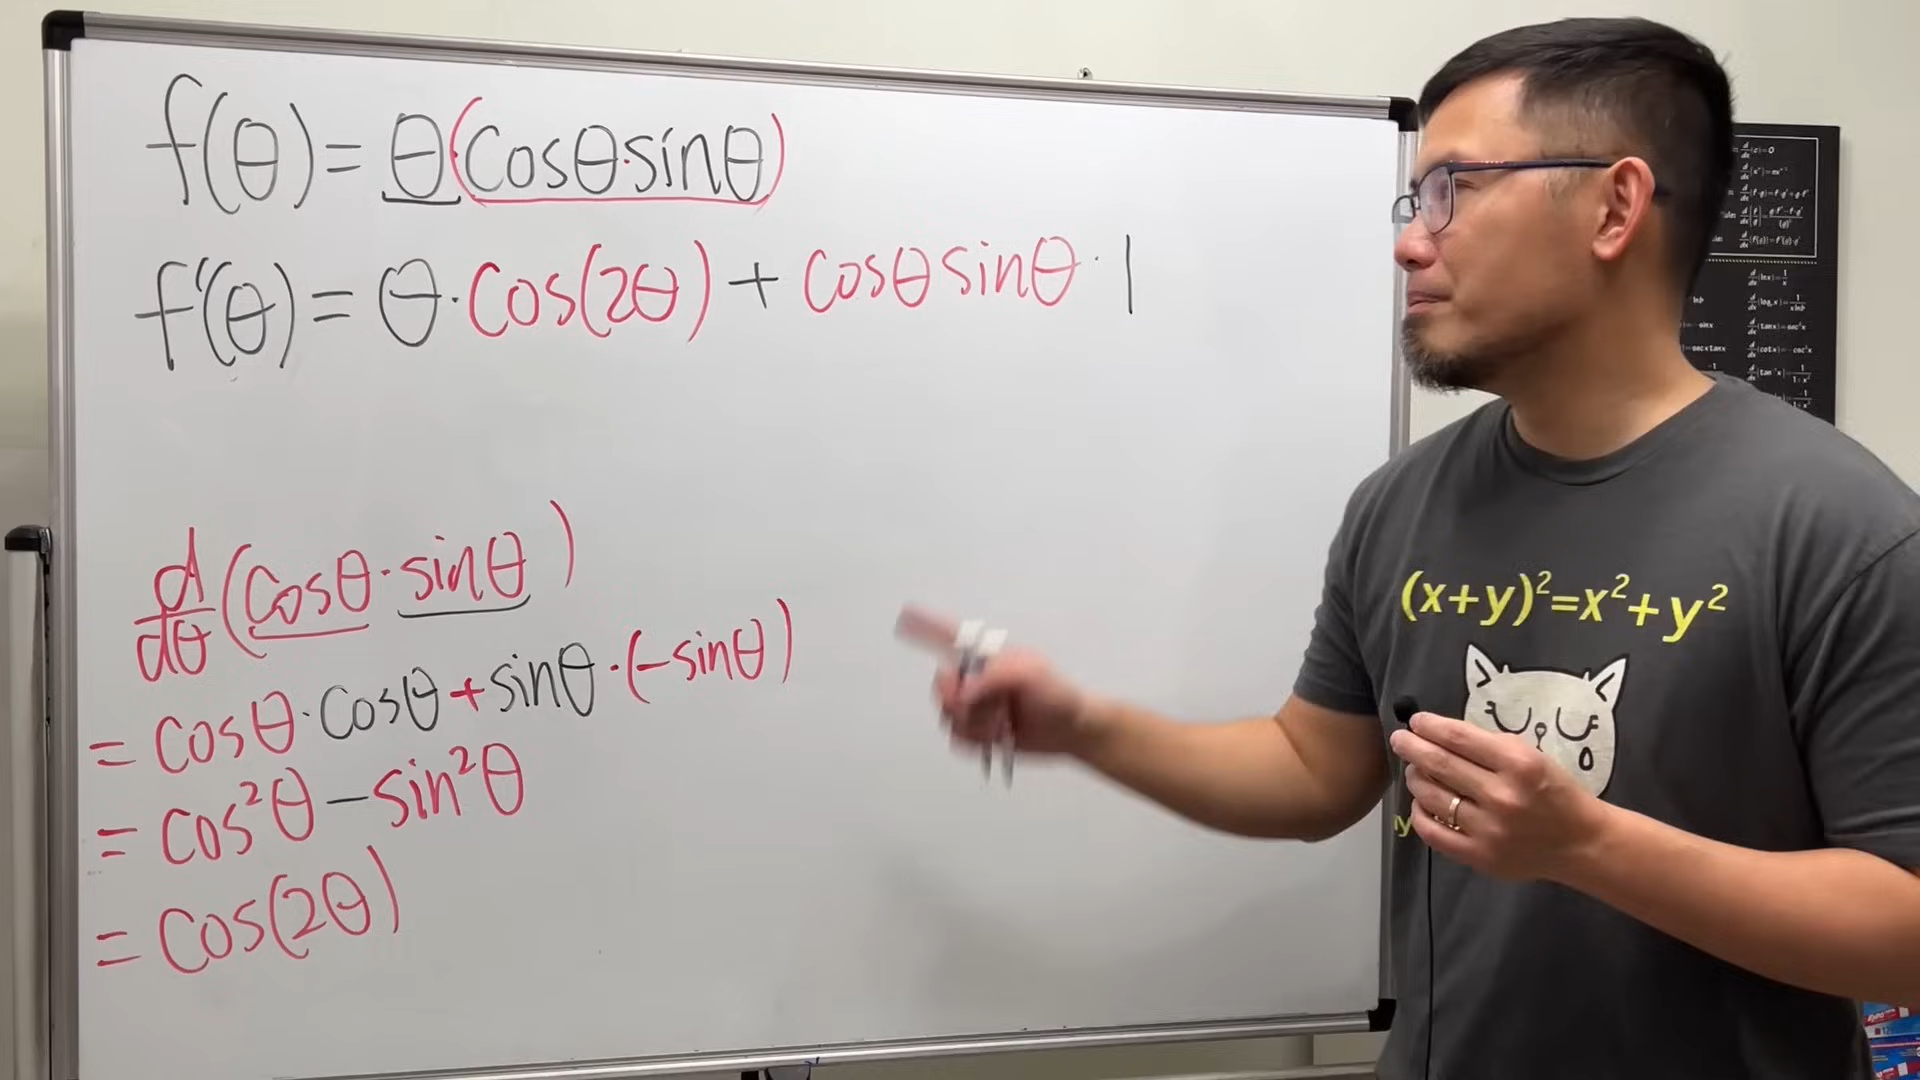 f(θ) = θ(cosθ·sinθ)
f'(θ) = θ·cos(2θ) + cosθ sinθ · 1
d/dθ (cosθ · sinθ)
= cosθ·cosθ + sinθ·(-sinθ)
= cos²θ - sin²θ
= cos(2θ)
(x+y)²=x²+y²